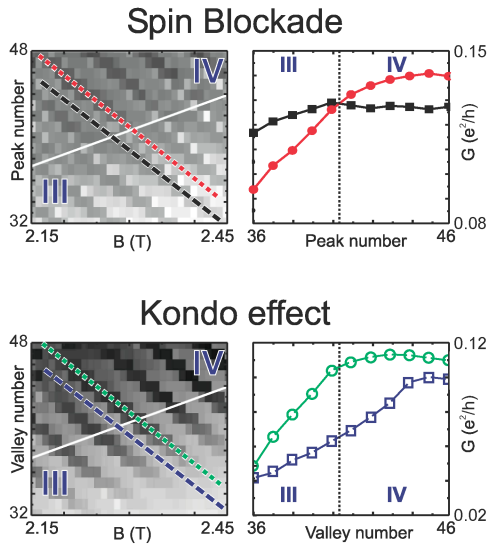 Spin Blockade
48
IV
III
32
Peak number
2.15
B (T)
2.45
III
IV
0.15
G (e²/h)
0.08
36
Peak number
46
Kondo effect
48
IV
III
32
Valley number
2.15
B (T)
2.45
0.12
G (e²/h)
III
IV
0.02
36
Valley number
46